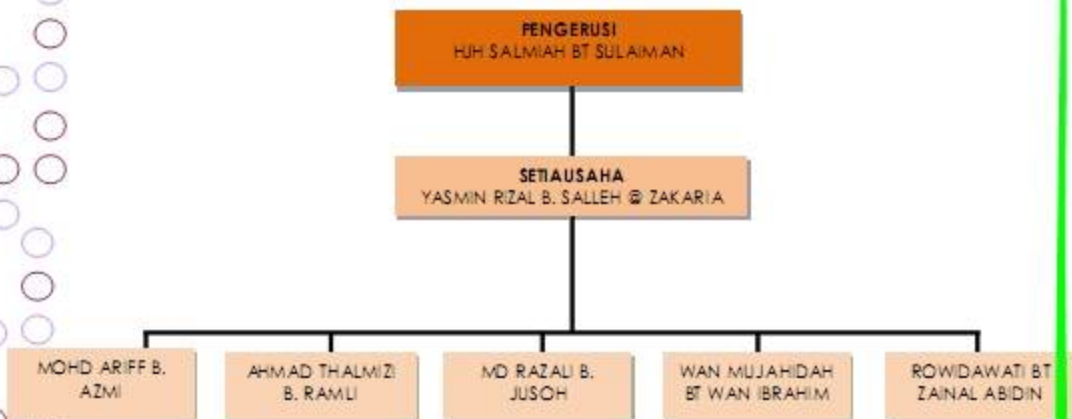 PENGERUSI
HJH SALMIAH BT SULAIMAN
SETIAUSAHA
YASMIN RIZAL B. SALLEH @ ZAKARIA
MOHD ARIFF B.
AZMI
AHMAD THALMIZI
B. RAMLI
MD RAZALI B.
JUSOH
WAN MUJAHIDAH
BT WAN IBRAHIM
ROWIDAWATI BT
ZAINAL ABIDIN